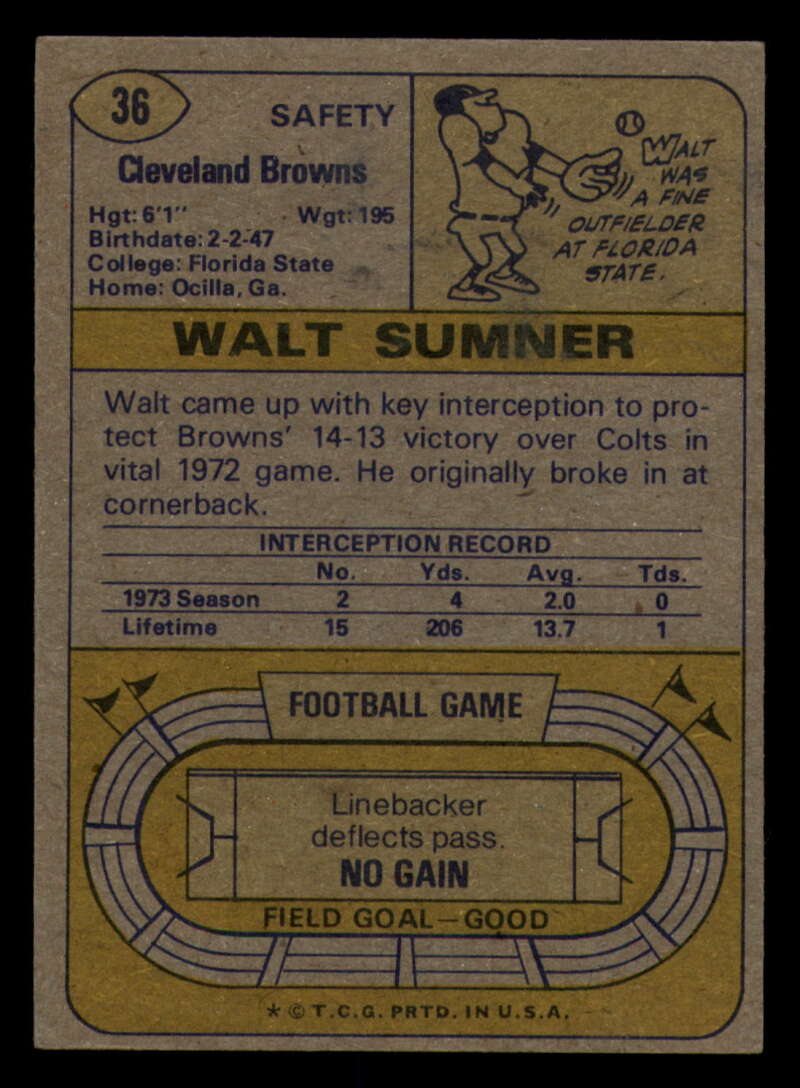 36
SAFETY
Cleveland Browns
Hgt: 6'1" Wgt: 195
Birthdate: 2-2-47
College: Florida State
Home: Ocilla, Ga.
WALT
WAS
A FINE
OUTFIELDER
AT FLORIDA
STATE.
WALT SUMNER
Walt came up with key interception to pro-
tect Browns' 14-13 victory over Colts in
vital 1972 game. He originally broke in at
cornerback.
INTERCEPTION RECORD
No. Yds. Avg. Tds.
1973 Season 2 4 2.0 0
Lifetime 15 206 13.7 1
FOOTBALL GAME
Linebacker
deflects pass.
NO GAIN
FIELD GOAL—GOOD
* © T.C.G. PRTD. IN U.S.A.